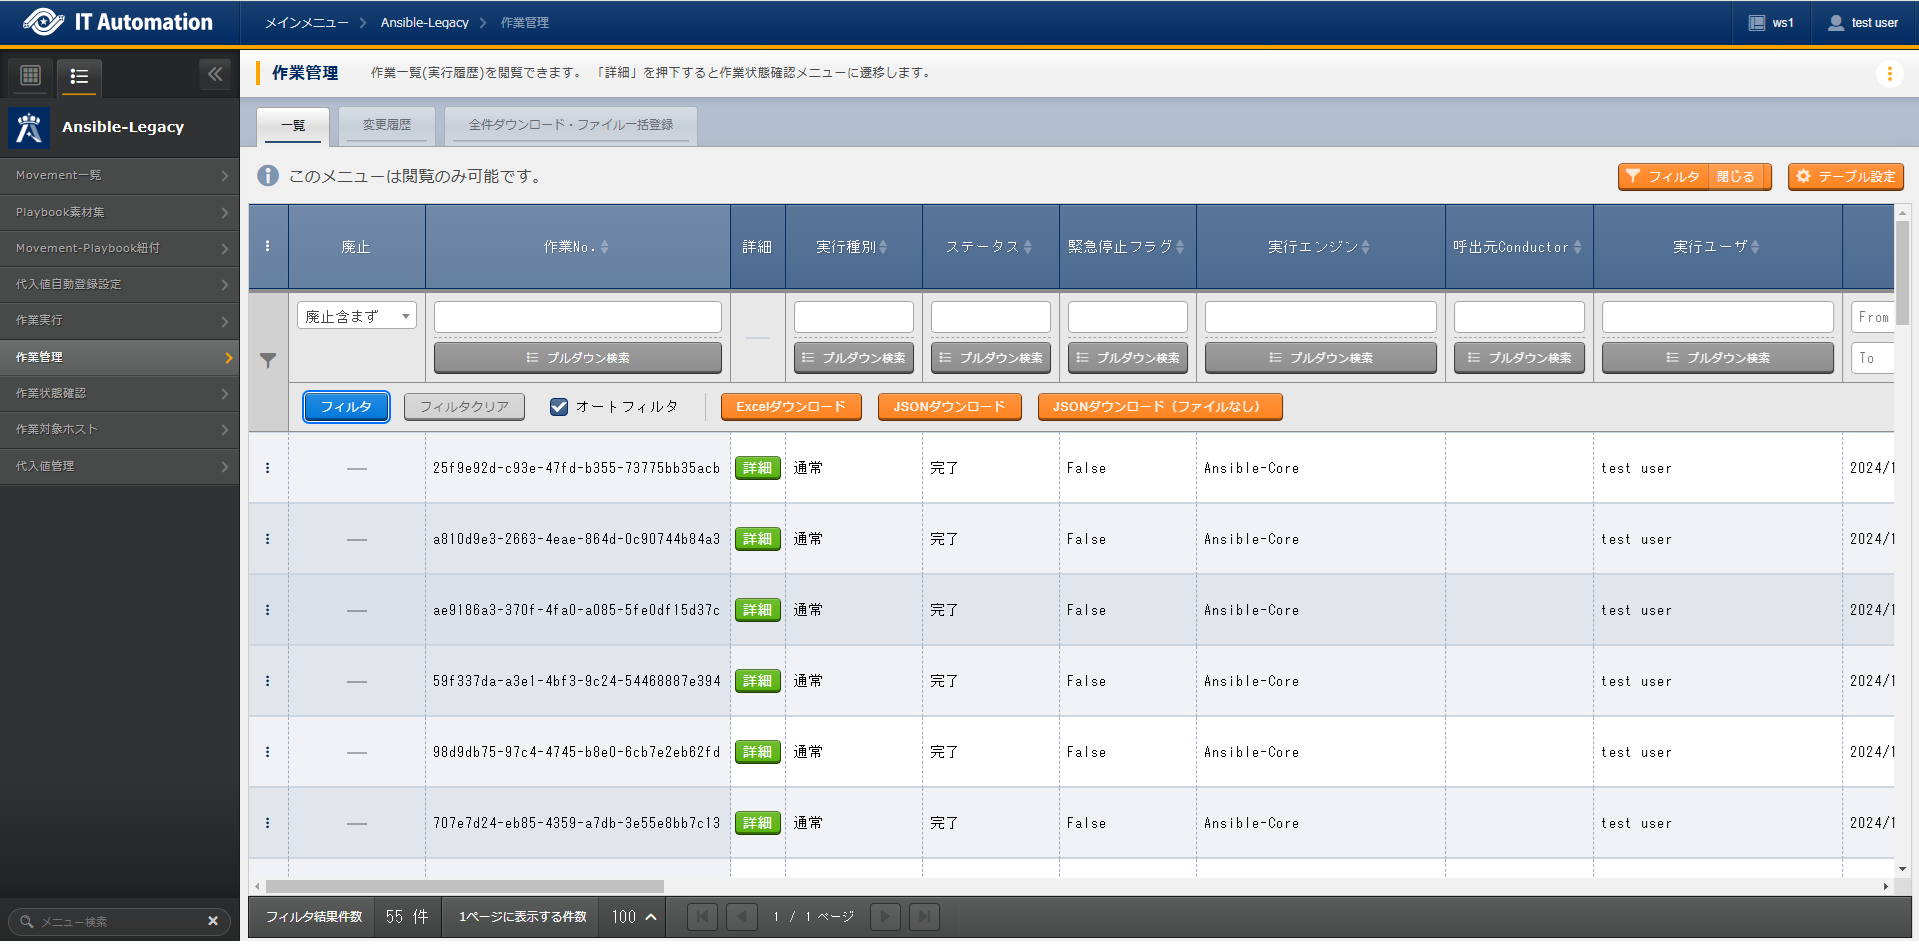 IT Automation
メインメニュー > Ansible-Legacy > 作業管理
ws1
test user
作業管理
作業一覧(実行履歴)を閲覧できます。「詳細」を押下すると作業状態確認メニューに遷移します。
Ansible-Legacy
Movement一覧
Playbook素材集
Movement-Playbook紐付
代入値自動登録設定
作業実行
作業管理
作業状態確認
作業対象ホスト
代入値管理
メニュー検索
一覧 変更履歴 全件ダウンロード・ファイル一括登録
このメニューは閲覧のみ可能です。
フィルタ 閉じる テーブル設定
廃止 作業No. 詳細 実行種別 ステータス 緊急停止フラグ 実行エンジン 呼出元Conductor 実行ユーザ
廃止含まず From
プルダウン検索 プルダウン検索 プルダウン検索 プルダウン検索 プルダウン検索 プルダウン検索 プルダウン検索 To
フィルタ フィルタクリア オートフィルタ Excelダウンロード JSONダウンロード JSONダウンロード（ファイルなし）
— 25f9e92d-c93e-47fd-b355-73775bb35acb 詳細 通常 完了 False Ansible-Core test user 2024/1
— a810d9e3-2663-4eae-864d-0c90744b84a3 詳細 通常 完了 False Ansible-Core test user 2024/1
— ae9186a3-370f-4fa0-a085-5fe0df15d37c 詳細 通常 完了 False Ansible-Core test user 2024/1
— 59f337da-a3e1-4bf3-9c24-54468887e394 詳細 通常 完了 False Ansible-Core test user 2024/1
— 98d9db75-97c4-4745-b8e0-6cb7e2eb62fd 詳細 通常 完了 False Ansible-Core test user 2024/1
— 707e7d24-eb85-4359-a7db-3e55e8bb7c13 詳細 通常 完了 False Ansible-Core test user 2024/1
フィルタ結果件数 55 件 1ページに表示する件数 100 1 / 1 ページ